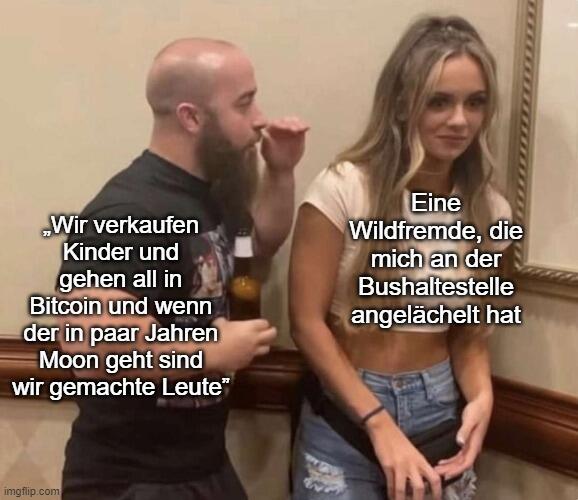 „Wir verkaufen
Kinder und
gehen all in
Bitcoin und wenn
der in paar Jahren
Moon geht sind
wir gemachte Leute”
Eine
Wildfremde, die
mich an der
Bushaltestelle
angelächelt hat
imgflip.com